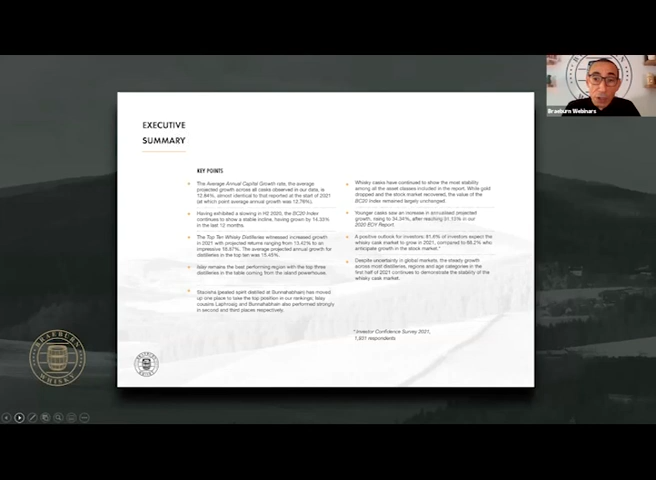 EXECUTIVE
SUMMARY
KEY POINTS
The Average Annual Capital Growth rate, the average
projected growth across all casks observed in our data, is
12.84%, almost identical to that reported at the start of 2021
(at which point average annual growth was 12.78%).
Having exhibited a slowing in H2 2020, the BC20 Index
continues to show a stable incline, having grown by 14.33%
in the last 12 months.
The Top Ten Whisky Distilleries witnessed increased growth
in 2021 with projected returns ranging from 13.42% to an
impressive 18.87%. The average projected annual growth for
distilleries in the top ten was 15.45%.
Islay remains the best performing region with the top three
distilleries in the table coming from the island powerhouse.
Staoisha (peated spirit distilled at Bunnahabhain) has moved
up one place to take the top position in our rankings; Islay
cousins Laphroaig and Bunnahabhain also performed strongly
in second and third places respectively.
Whisky casks have continued to show the most stability
among all the asset classes included in the report. While gold
dropped and the stock market recovered, the value of the
BC20 Index remained largely unchanged.
Younger casks saw an increase in annualised projected
growth, rising to 34.34%, after reaching 31.13% in our
2020 EOY Report.
A positive outlook for investors: 81.6% of investors expect the
whisky cask market to grow in 2021, compared to 68.2% who
anticipate growth in the stock market.*
Despite uncertainty in global markets, the steady growth
across most distilleries, regions and age categories in the
first half of 2021 continues to demonstrate the stability of the
whisky cask market.
*Investor Confidence Survey 2021,
1,831 respondents
BRAEBURN
WHISKY
Braeburn Webinars